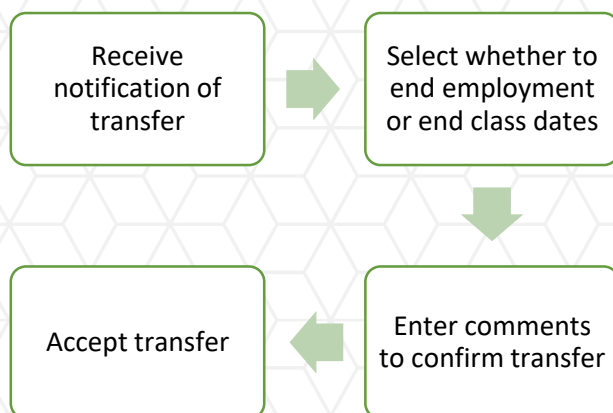 Receive
notification of
transfer
Select whether to
end employment
or end class dates
Enter comments
to confirm transfer
Accept transfer